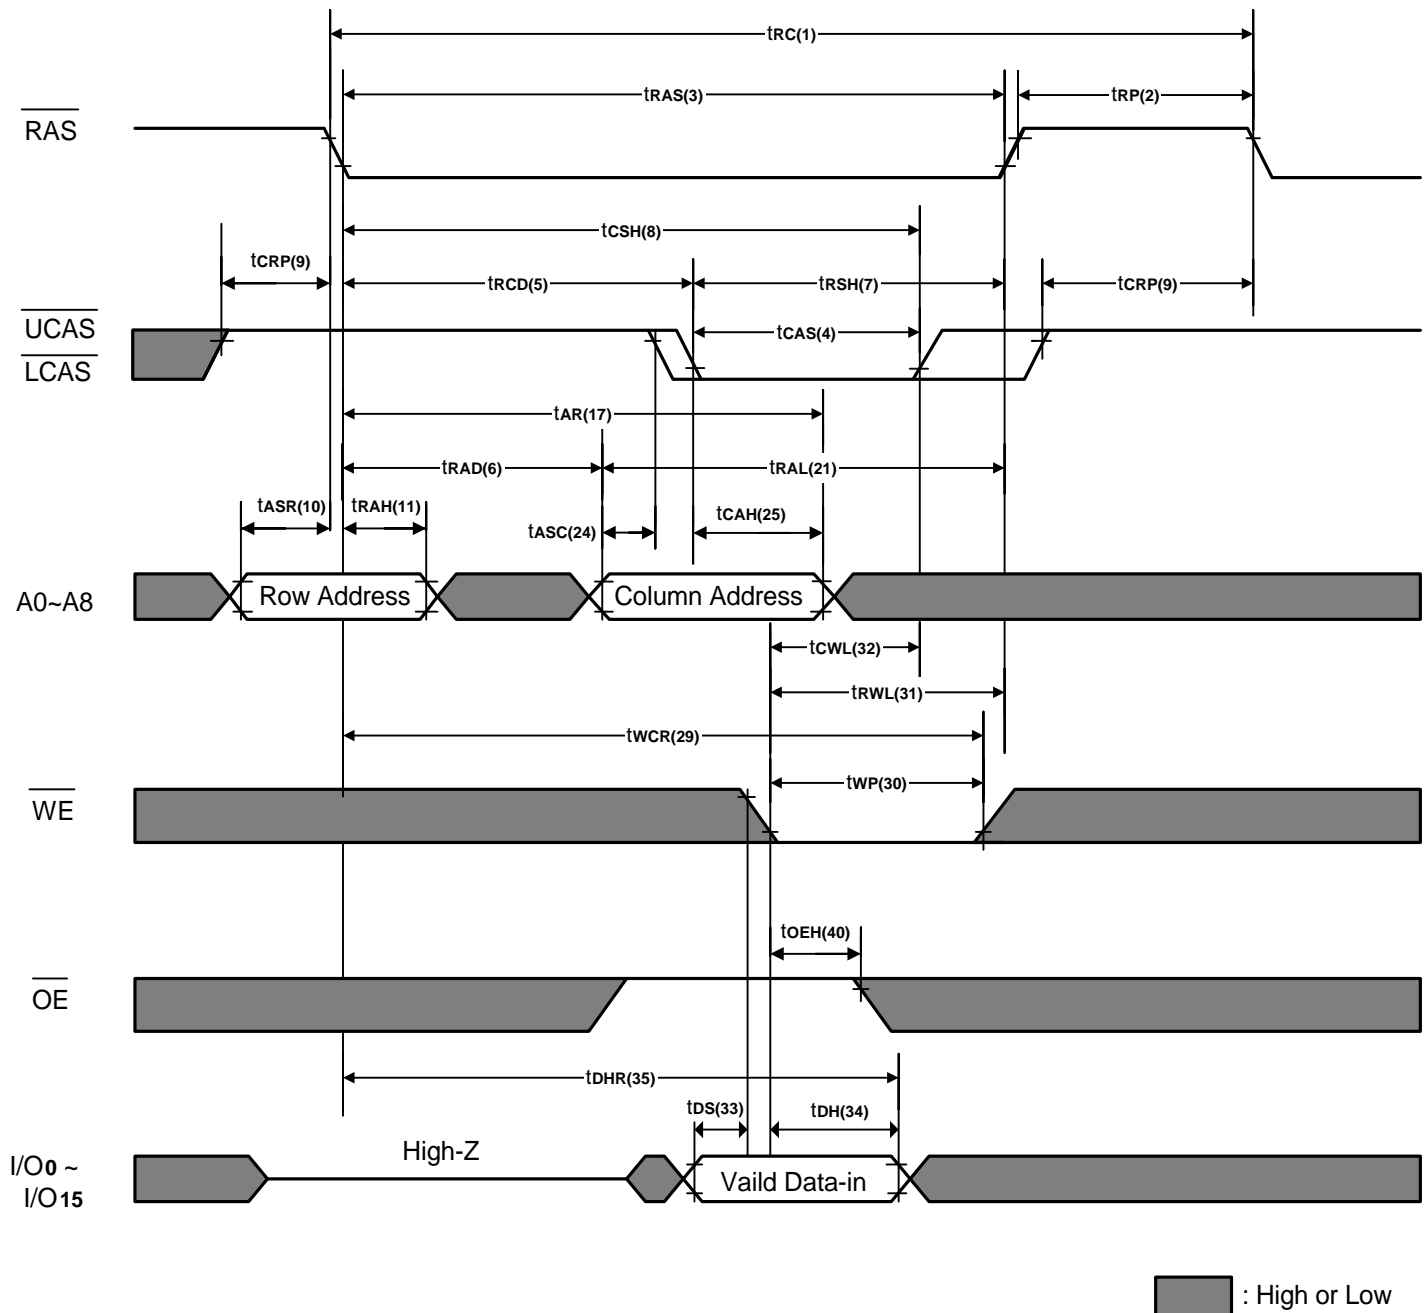 tRC(1)
tRAS(3)
tRP(2)
RAS
tCSH(8)
tCRP(9)
tRCD(5)
tRSH(7)
tCRP(9)
UCAS
tCAS(4)
LCAS
tAR(17)
tRAD(6)
tRAL(21)
tASR(10)
tRAH(11)
tASC(24)
tCAH(25)
A0~A8
Row Address
Column Address
tCWL(32)
tRWL(31)
tWCR(29)
WE
tWP(30)
tOEH(40)
OE
tDHR(35)
tDS(33)
tDH(34)
I/O0 ~
I/O15
High-Z
Vaild Data-in
: High or Low